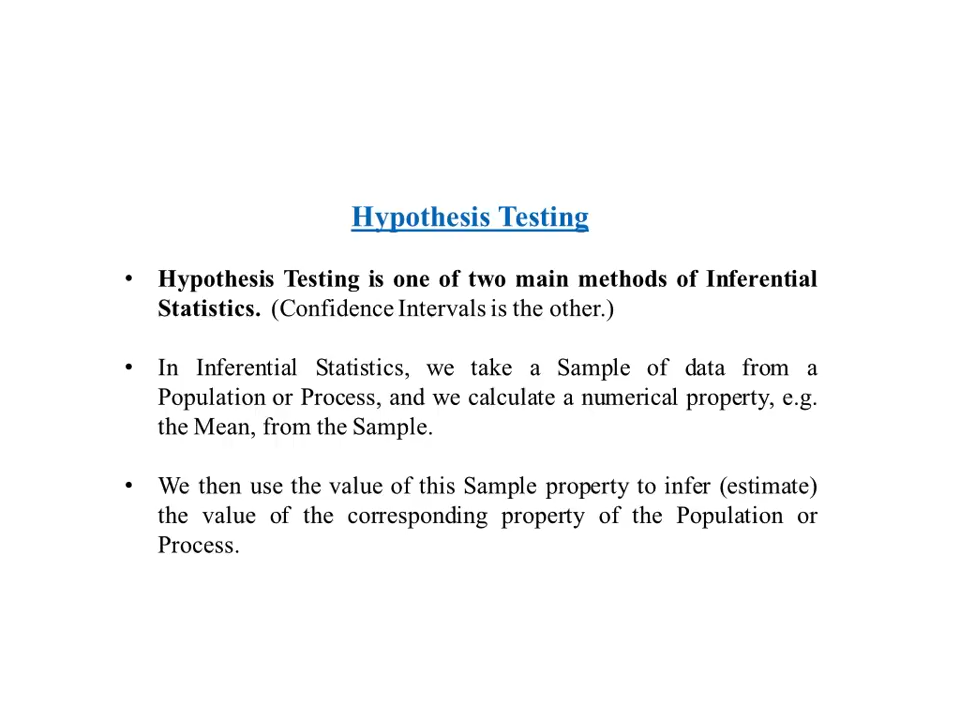 Hypothesis Testing
• Hypothesis Testing is one of two main methods of Inferential
Statistics. (Confidence Intervals is the other.)
• In Inferential Statistics, we take a Sample of data from a
Population or Process, and we calculate a numerical property, e.g.
the Mean, from the Sample.
• We then use the value of this Sample property to infer (estimate)
the value of the corresponding property of the Population or
Process.